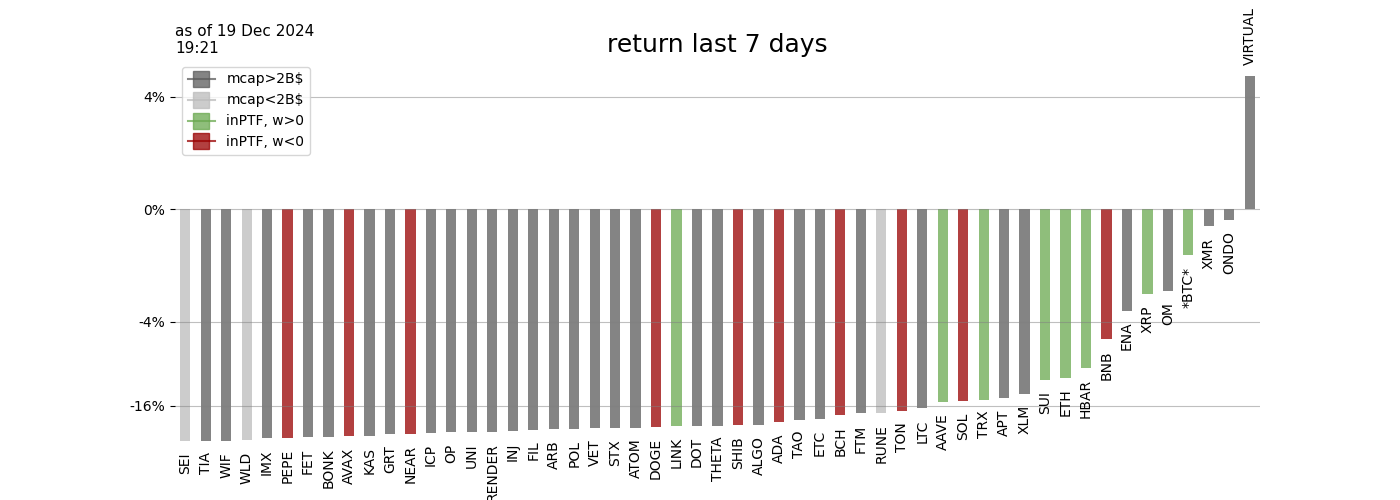 as of 19 Dec 2024
19:21
return last 7 days
VIRTUAL
mcap>2B$
mcap<2B$
inPTF, w>0
inPTF, w<0
4%
0%
-4%
-16%
SEI
TIA
WIF
WLD
IMX
PEPE
FET
BONK
AVAX
KAS
GRT
NEAR
ICP
OP
UNI
RENDER
INJ
FIL
ARB
POL
VET
STX
ATOM
DOGE
LINK
DOT
THETA
SHIB
ALGO
ADA
TAO
ETC
BCH
FTM
RUNE
TON
LTC
AAVE
SOL
TRX
APT
XLM
SUI
ETH
HBAR
BNB
ENA
XRP
OM
*BTC*
XMR
ONDO